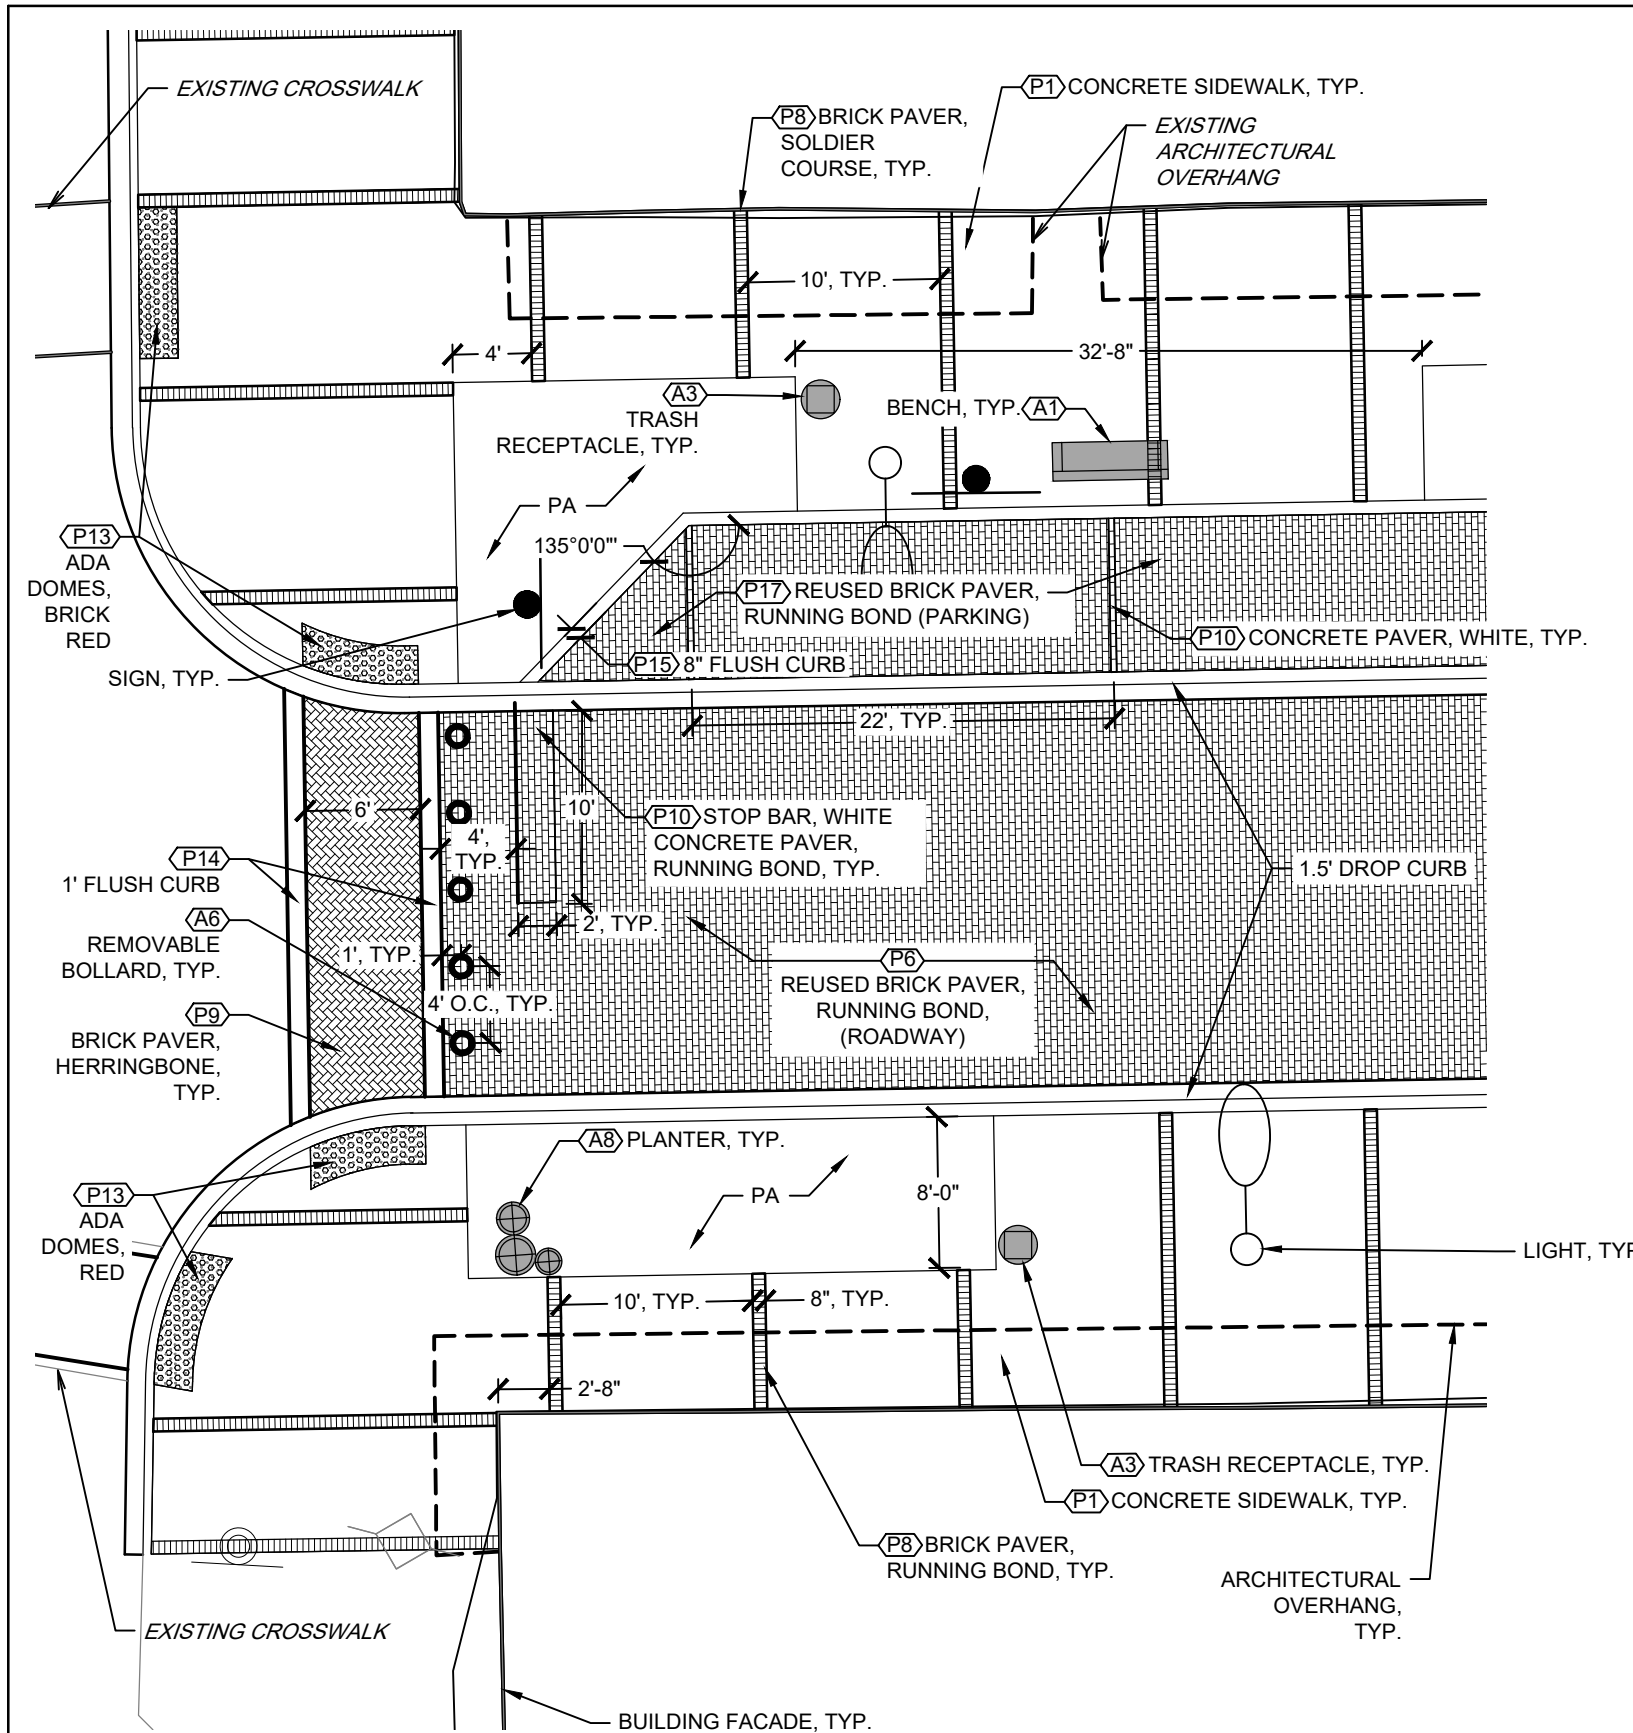 EXISTING CROSSWALK
P1 CONCRETE SIDEWALK, TYP.
P8 BRICK PAVER,
SOLDIER
COURSE, TYP.
EXISTING
ARCHITECTURAL
OVERHANG
10', TYP.
4'
32'-8"
A3
TRASH
RECEPTACLE, TYP.
BENCH, TYP. A1
PA
P13
ADA
DOMES,
BRICK
RED
135°0'0"
P17 REUSED BRICK PAVER,
RUNNING BOND (PARKING)
P10 CONCRETE PAVER, WHITE, TYP.
P15 8" FLUSH CURB
SIGN, TYP.
22', TYP.
6'
10'
P10 STOP BAR, WHITE
CONCRETE PAVER,
RUNNING BOND, TYP.
4',
TYP.
P14
1' FLUSH CURB
1.5' DROP CURB
A6
REMOVABLE
BOLLARD, TYP.
2', TYP.
1', TYP.
P6
REUSED BRICK PAVER,
RUNNING BOND,
(ROADWAY)
4' O.C., TYP.
P9
BRICK PAVER,
HERRINGBONE,
TYP.
A8 PLANTER, TYP.
PA
8'-0"
P13
ADA
DOMES,
RED
LIGHT, TYP
10', TYP.
8", TYP.
2'-8"
A3 TRASH RECEPTACLE, TYP.
P1 CONCRETE SIDEWALK, TYP.
P8 BRICK PAVER,
RUNNING BOND, TYP.
ARCHITECTURAL
OVERHANG,
TYP.
EXISTING CROSSWALK
BUILDING FACADE, TYP.